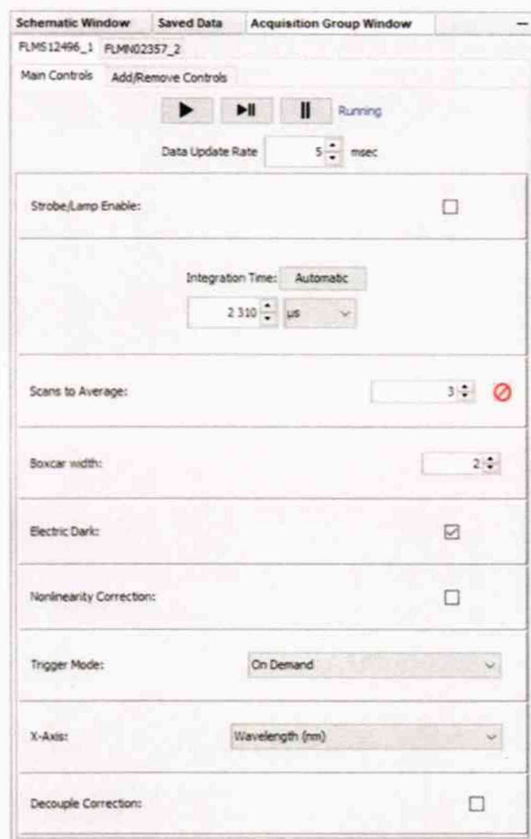 Schematic Window Saved Data Acquisition Group Window
FLMS12496_1 FLMN02357_2
Main Controls Add/Remove Controls
Running
Data Update Rate 5 msec
Strobe/Lamp Enable:
Integration Time: Automatic
2 310 µs
Scans to Average: 3
Boxcar width: 2
Electric Dark:
Nonlinearity Correction:
Trigger Mode: On Demand
X-Axis: Wavelength (nm)
Decouple Correction: